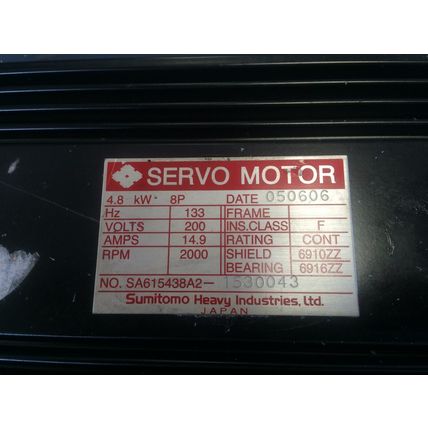 SERVO MOTOR
4.8 kW 8P DATE 050606
Hz 133 FRAME
VOLTS 200 INS.CLASS F
AMPS 14.9 RATING CONT
RPM 2000 SHIELD 6910ZZ
BEARING 6916ZZ
NO. SA615438A2- 1530043
Sumitomo Heavy Industries, Ltd.
JAPAN